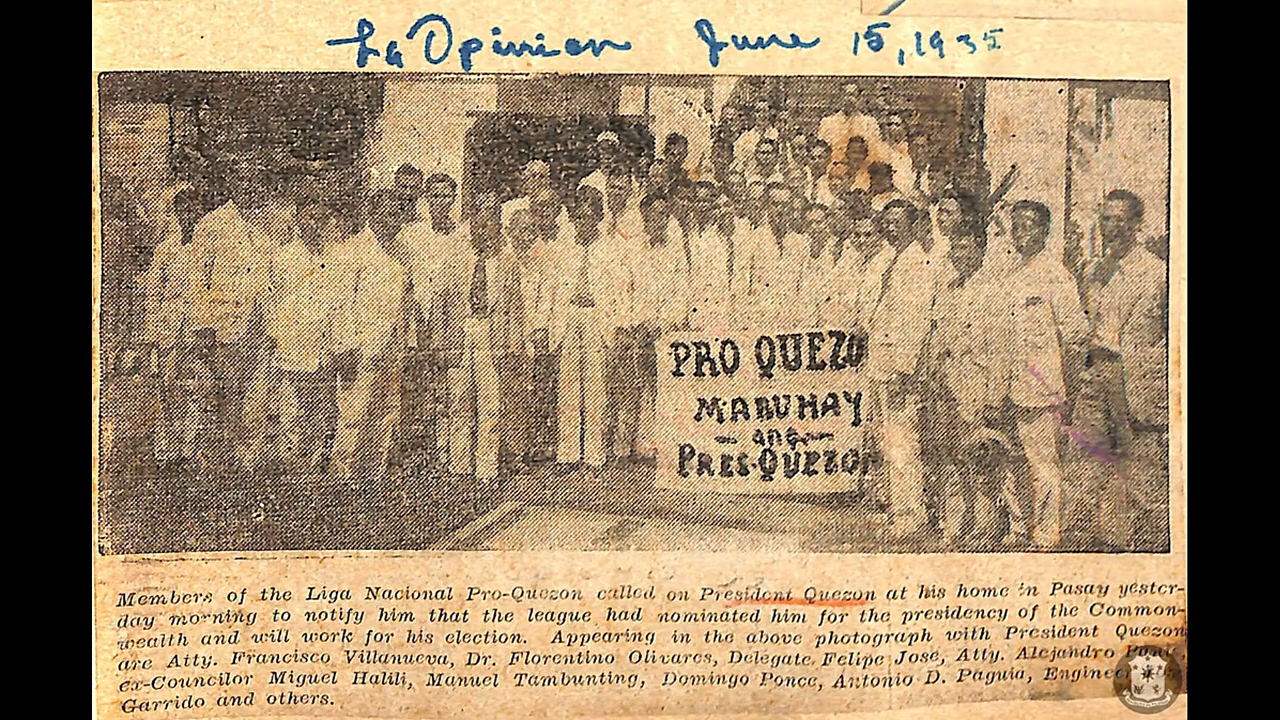 La Opinion June 15, 1935
PRO QUEZO
MABUHAY
— ang —
PRES. QUEZON
Members of the Liga Nacional Pro-Quezon called on President Quezon at his home in Pasay yester-
day morning to notify him that the league had nominated him for the presidency of the Common-
wealth and will work for his election. Appearing in the above photograph with President Quezon
are Atty. Francisco Villanueva, Dr. Florentino Olivares, Delegate Felipe Jose, Atty. Alejandro
ex-Councilor Miguel Halili, Manuel Tambunting, Domingo Ponce, Antonio D. Paguia, Engineer
Garrido and others.